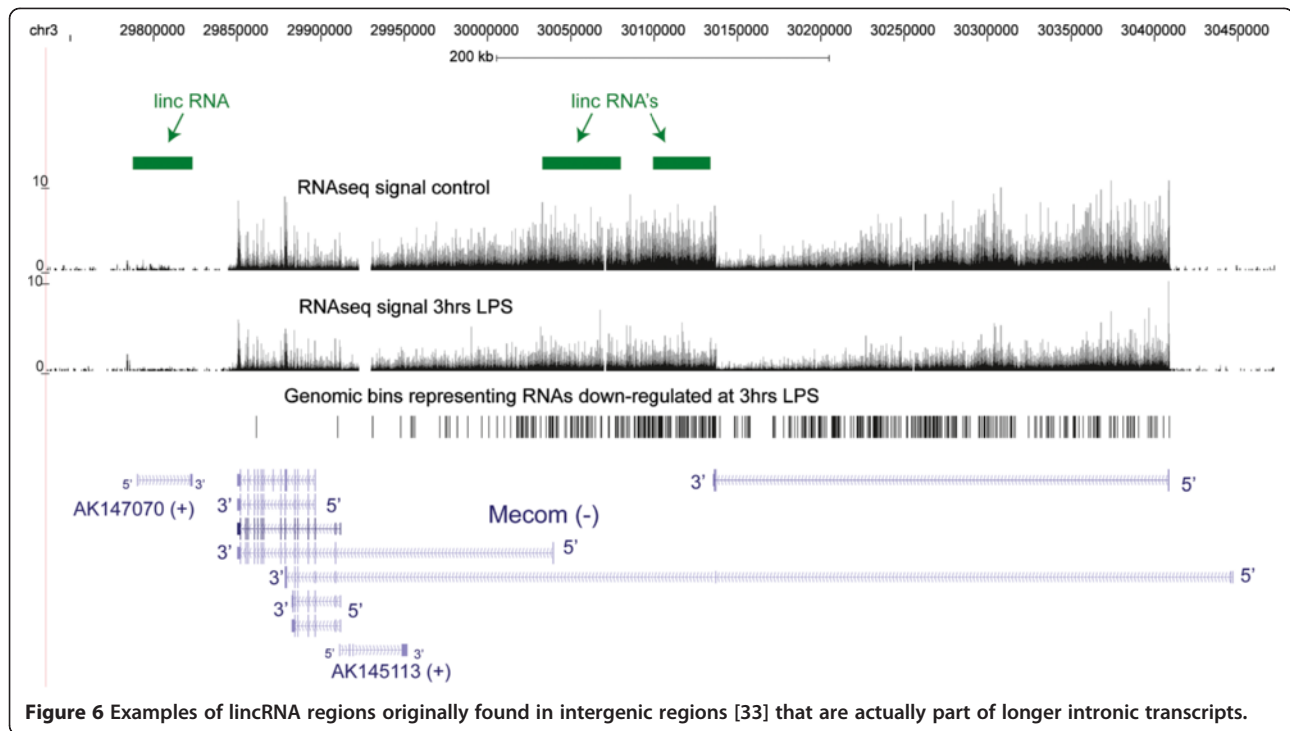 chr3 29800000 29850000 29900000 29950000 30000000 30050000 30100000 30150000 30200000 30250000 30300000 30350000 30400000 30450000
200 kb
linc RNA linc RNA's
10
RNAseq signal control
0
10
RNAseq signal 3hrs LPS
0
Genomic bins representing RNAs down-regulated at 3hrs LPS
5' 3' 3' 5'
AK147070 (+)
3' 5'
Mecom (-)
3' 5'
3' 5'
3' 5'
5' 3'
AK145113 (+)
Figure 6 Examples of lincRNA regions originally found in intergenic regions [33] that are actually part of longer intronic transcripts.